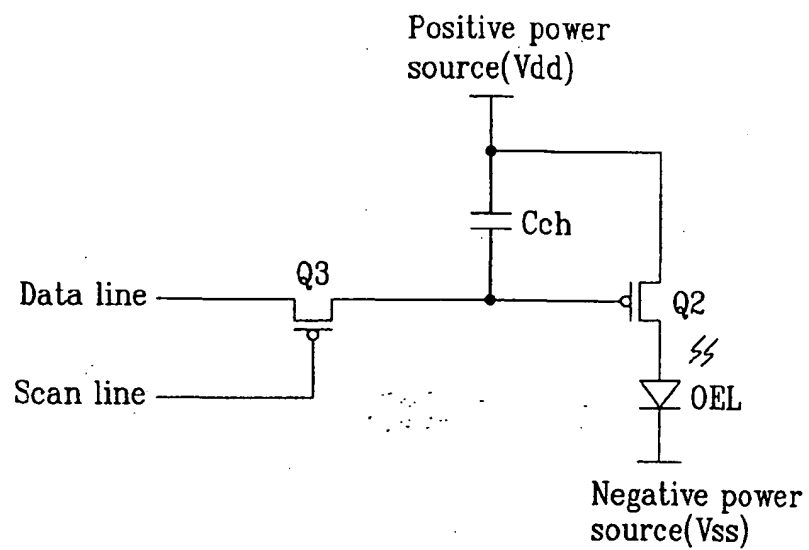 Positive power
source(Vdd)
Cch
Q3
Data line
Q2
Scan line
OEL
Negative power
source(Vss)